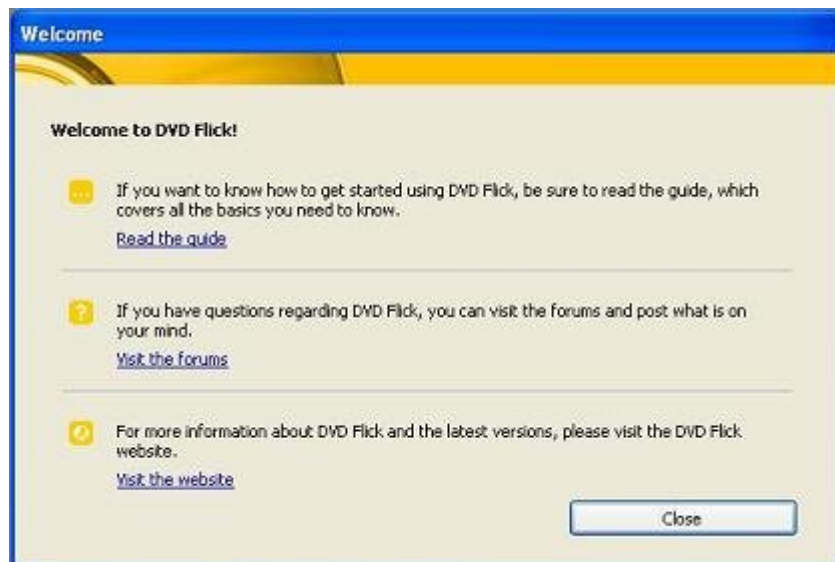 Welcome
Welcome to DVD Flick!
...
If you want to know how to get started using DVD Flick, be sure to read the guide, which
covers all the basics you need to know.
Read the guide
?
If you have questions regarding DVD Flick, you can visit the forums and post what is on
your mind.
Visit the forums
For more information about DVD Flick and the latest versions, please visit the DVD Flick
website.
Visit the website
Close